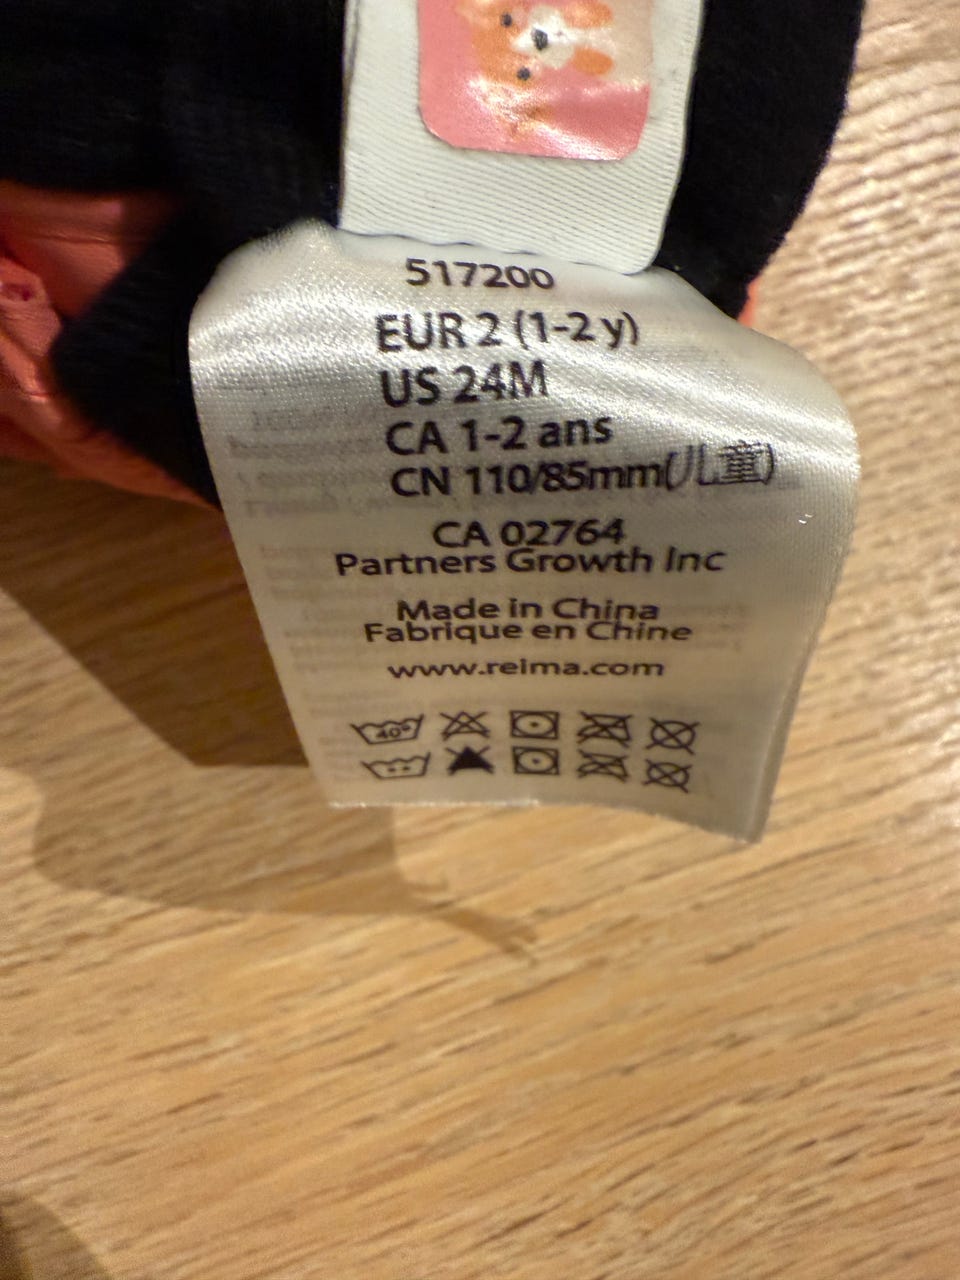 517200
EUR 2 (1-2 y)
US 24M
CA 1-2 ans
CN 110/85mm(儿童)
CA 02764
Partners Growth Inc
Made in China
Fabrique en Chine
www.reima.com
40°